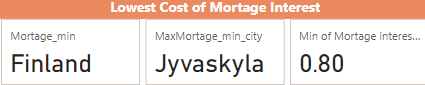 Lowest Cost of Mortage Interest
Mortage_min
Finland
MaxMortage_min_city
Jyvaskyla
Min of Mortage interes...
0.80